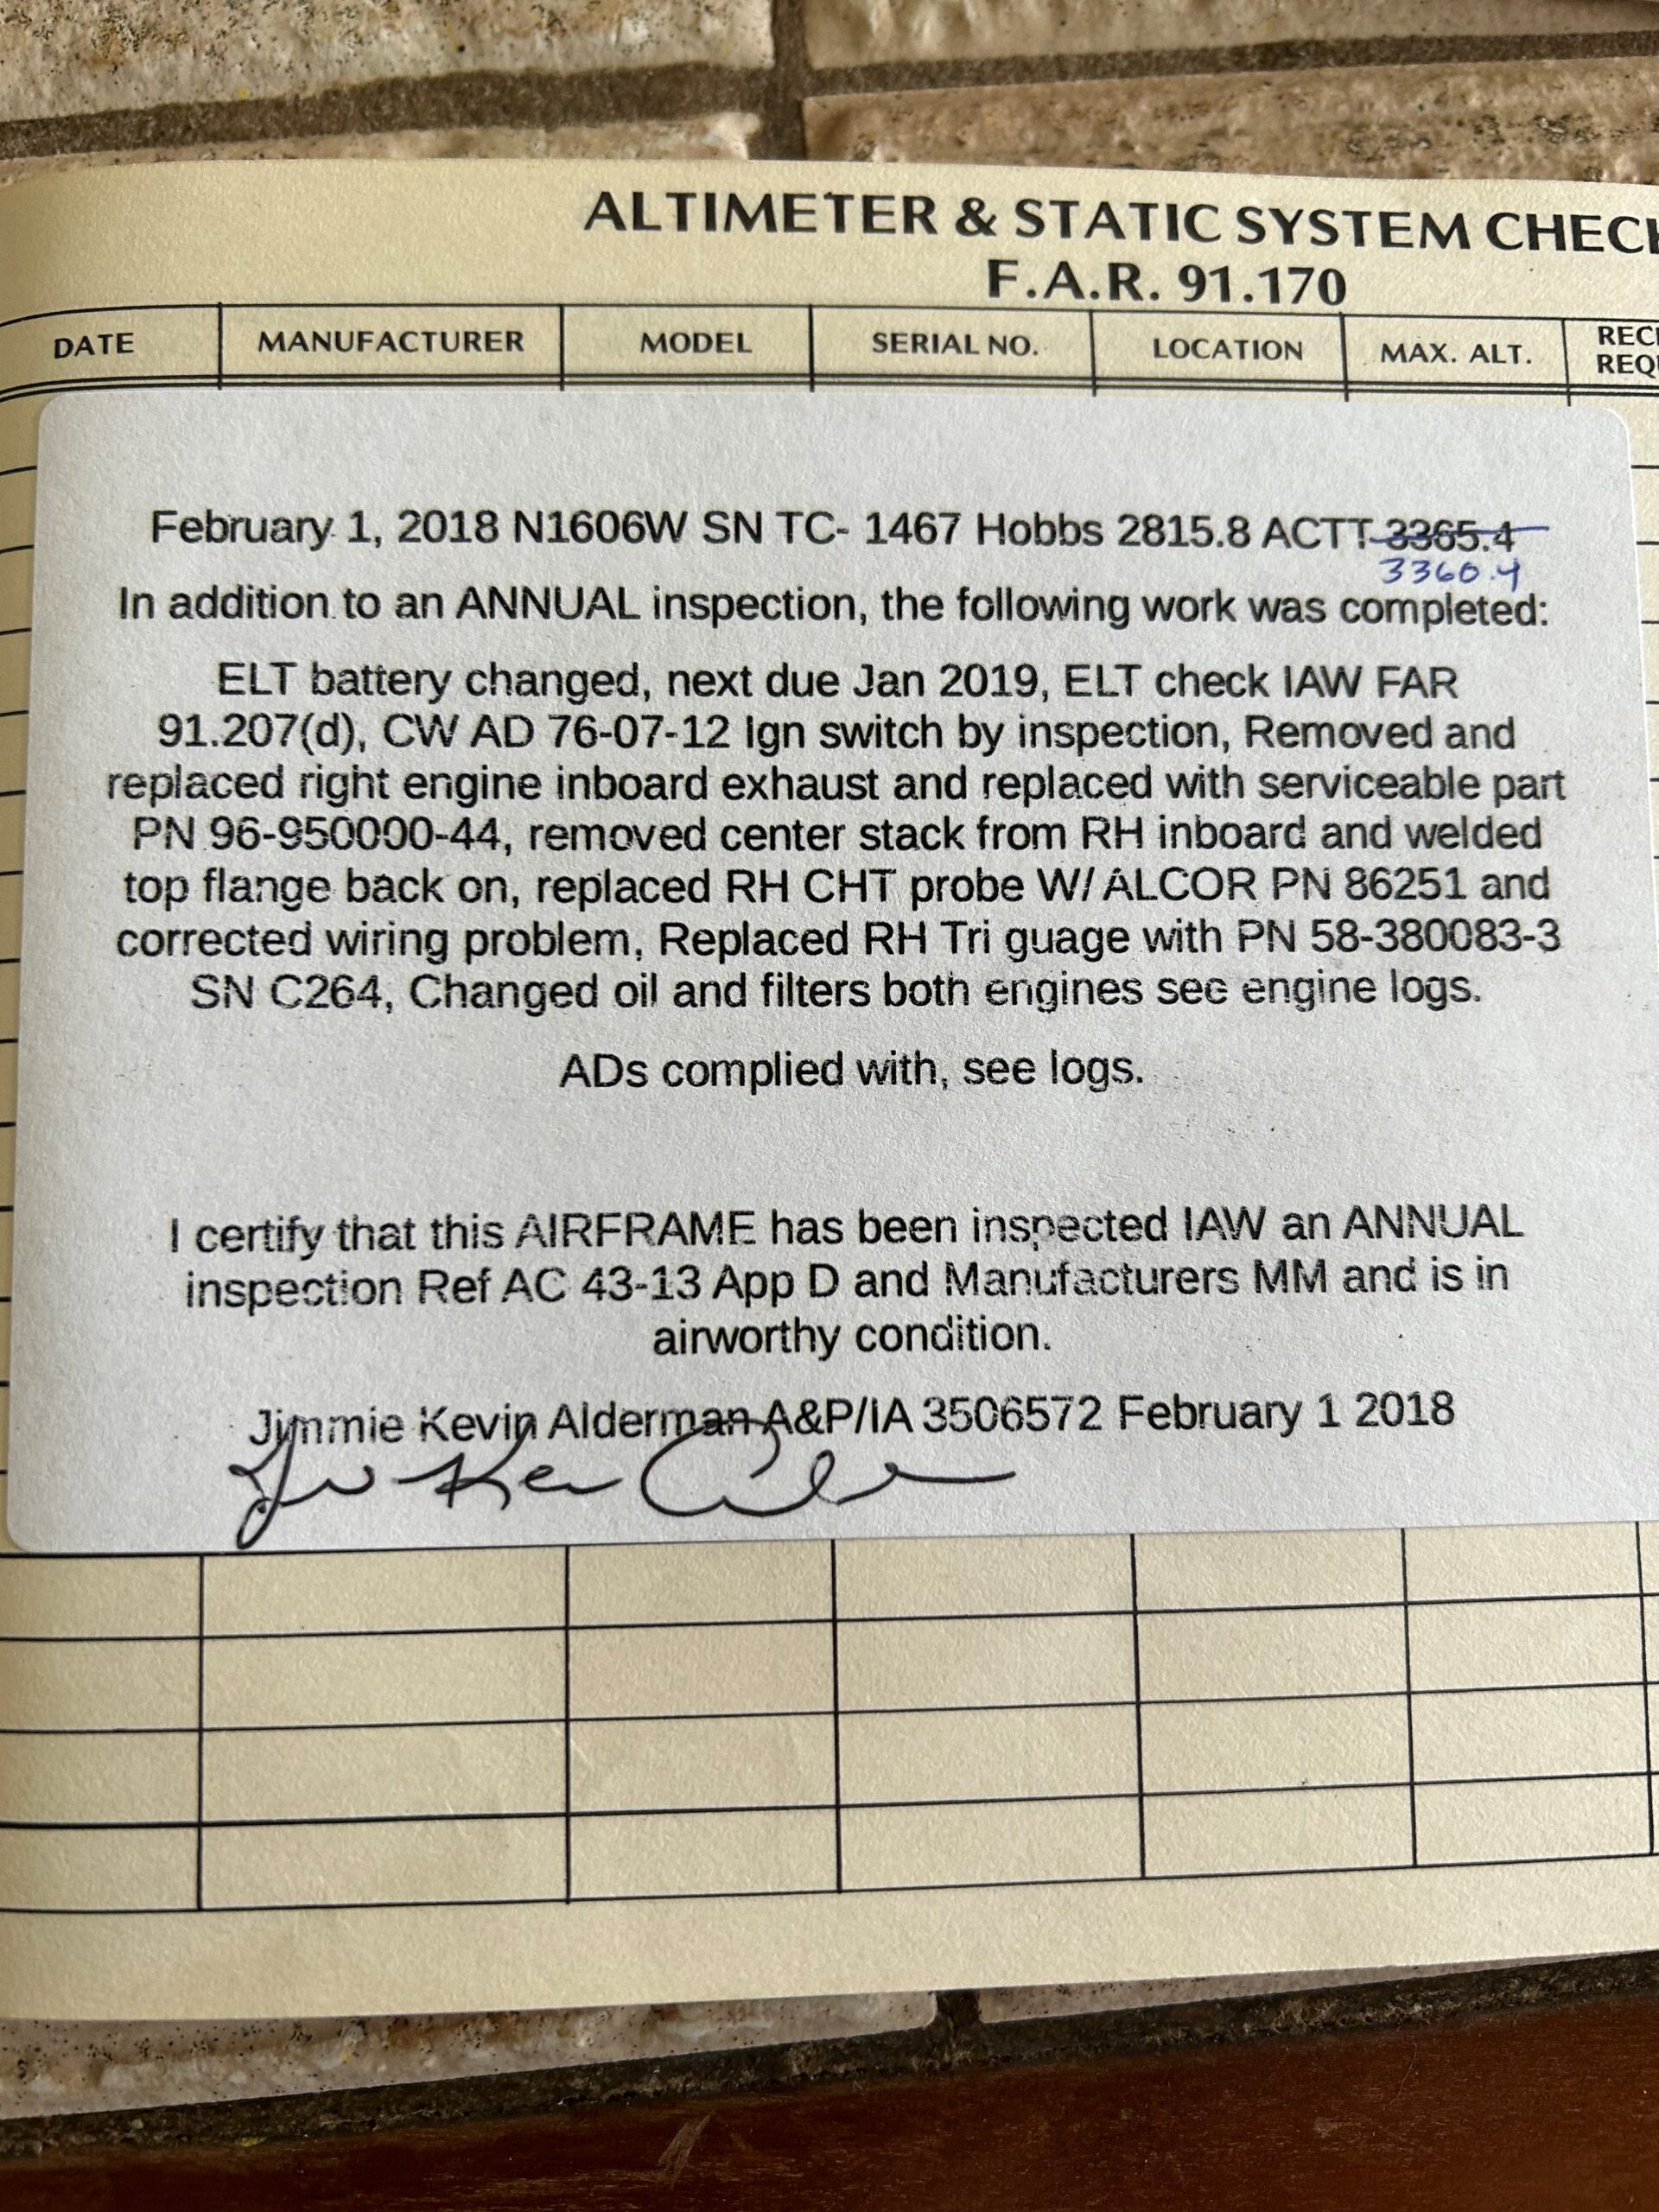 ALTIMETER & STATIC SYSTEM CHECK
F.A.R. 91.170
DATE MANUFACTURER MODEL SERIAL NO. LOCATION MAX. ALT.
February 1, 2018 N1606W SN TC- 1467 Hobbs 2815.8 ACTT 3365.4
3360.4
In addition to an ANNUAL inspection, the following work was completed:
ELT battery changed, next due Jan 2019, ELT check IAW FAR
91.207(d), CW AD 76-07-12 Ign switch by inspection, Removed and
replaced right engine inboard exhaust and replaced with serviceable part
PN 96-950000-44, removed center stack from RH inboard and welded
top flange back on, replaced RH CHT probe W/ ALCOR PN 86251 and
corrected wiring problem, Replaced RH Tri guage with PN 58-380083-3
SN C264, Changed oil and filters both engines see engine logs.
ADs complied with, see logs.
I certify that this AIRFRAME has been inspected IAW an ANNUAL
inspection Ref AC 43-13 App D and Manufacturers MM and is in
airworthy condition.
Jimmie Kevin Alderman A&P/IA 3506572 February 1 2018